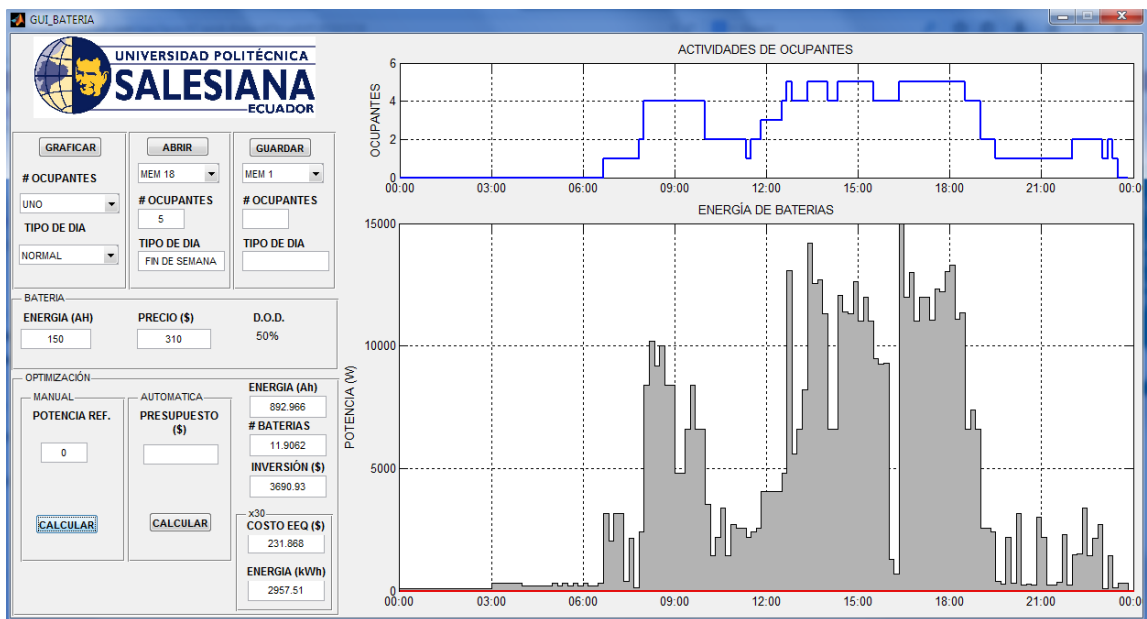 GUI_BATERIA
UNIVERSIDAD POLITÉCNICA
SALESIANA
ECUADOR
GRAFICAR
# OCUPANTES
UNO
TIPO DE DIA
NORMAL
ABRIR
MEM 18
# OCUPANTES
5
TIPO DE DIA
FIN DE SEMANA
GUARDAR
MEM 1
# OCUPANTES
TIPO DE DIA
BATERIA
ENERGIA (AH)
150
PRECIO ($)
310
D.O.D.
50%
OPTIMIZACIÓN
MANUAL
POTENCIA REF.
0
CALCULAR
AUTOMATICA
PRESUPUESTO
($)
CALCULAR
ENERGIA (Ah)
892.966
# BATERIAS
11.9062
INVERSIÓN ($)
3690.93
x30
COSTO EEQ ($)
231.868
ENERGIA (kWh)
2957.51
ACTIVIDADES DE OCUPANTES
OCUPANTES
6
4
2
0
00:00 03:00 06:00 09:00 12:00 15:00 18:00 21:00 00:0
ENERGÍA DE BATERIAS
POTENCIA (W)
15000
10000
5000
0
00:00 03:00 06:00 09:00 12:00 15:00 18:00 21:00 00:0